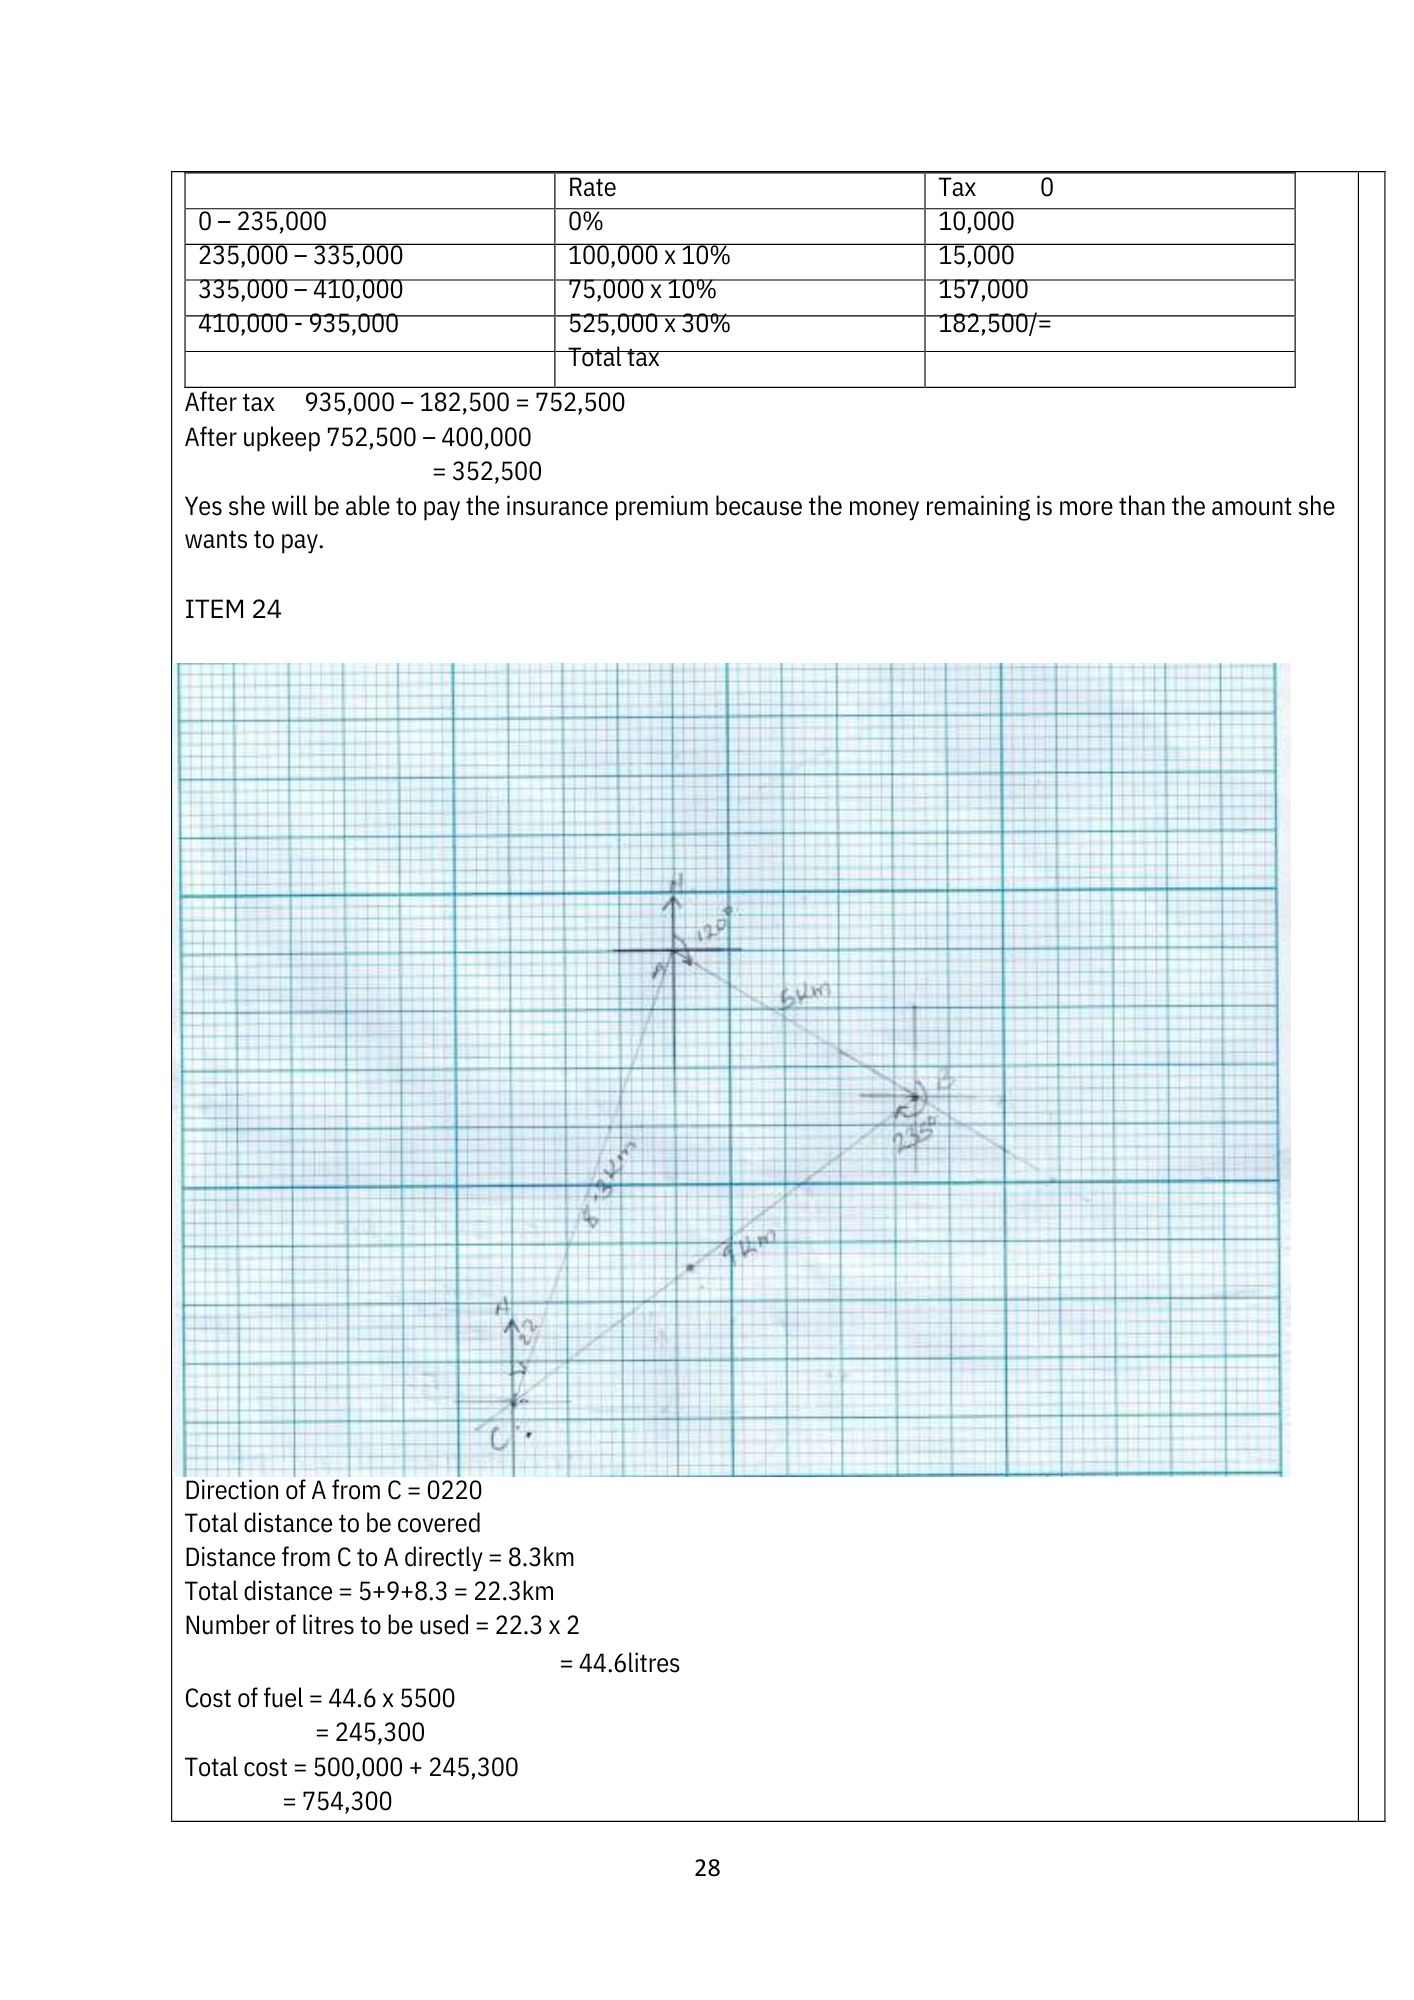 Rate Tax 0
0 – 235,000 0% 10,000
235,000 – 335,000 100,000 x 10% 15,000
335,000 – 410,000 75,000 x 10% 157,000
410,000 - 935,000 525,000 x 30% 182,500/=
Total tax
After tax 935,000 – 182,500 = 752,500
After upkeep 752,500 – 400,000
= 352,500
Yes she will be able to pay the insurance premium because the money remaining is more than the amount she
wants to pay.
ITEM 24
N
120°
5km
B
235°
8.3km
9km
22
C
Direction of A from C = 0220
Total distance to be covered
Distance from C to A directly = 8.3km
Total distance = 5+9+8.3 = 22.3km
Number of litres to be used = 22.3 x 2
= 44.6litres
Cost of fuel = 44.6 x 5500
= 245,300
Total cost = 500,000 + 245,300
= 754,300
28